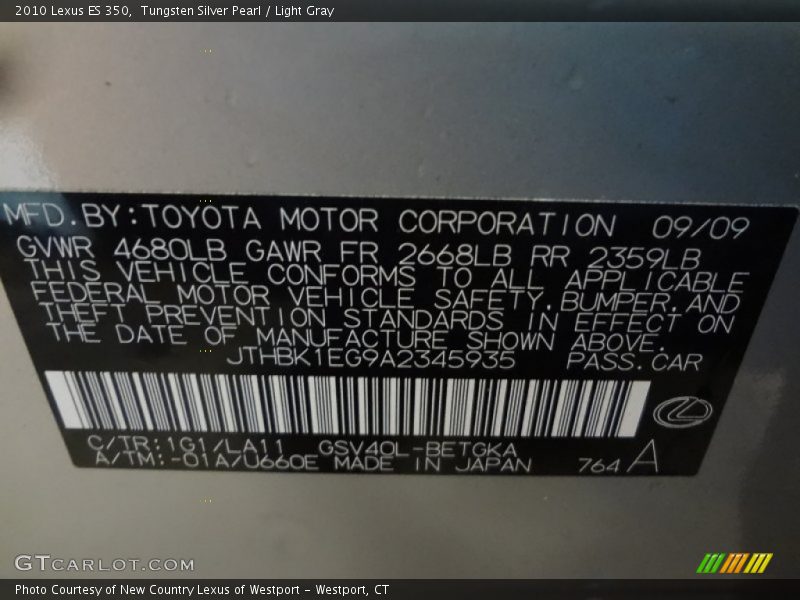 2010 Lexus ES 350,  Tungsten Silver Pearl / Light Gray
MFD. BY: TOYOTA MOTOR CORPORATION 09/09
GVWR 4680LB GAWR FR 2668LB RR 2359LB
THIS VEHICLE CONFORMS TO ALL APPLICABLE
FEDERAL MOTOR VEHICLE SAFETY, BUMPER, AND
THEFT PREVENTION STANDARDS IN EFFECT ON
THE DATE OF MANUFACTURE SHOWN ABOVE.
JTHBK1EG9A2345935 PASS. CAR
C/TR: 1G1/LA11 GSV40L-BETGKA
A/TM: -01A/U660E MADE IN JAPAN 764 A
GTCARLOT.COM
Photo Courtesy of New Country Lexus of Westport – Westport, CT